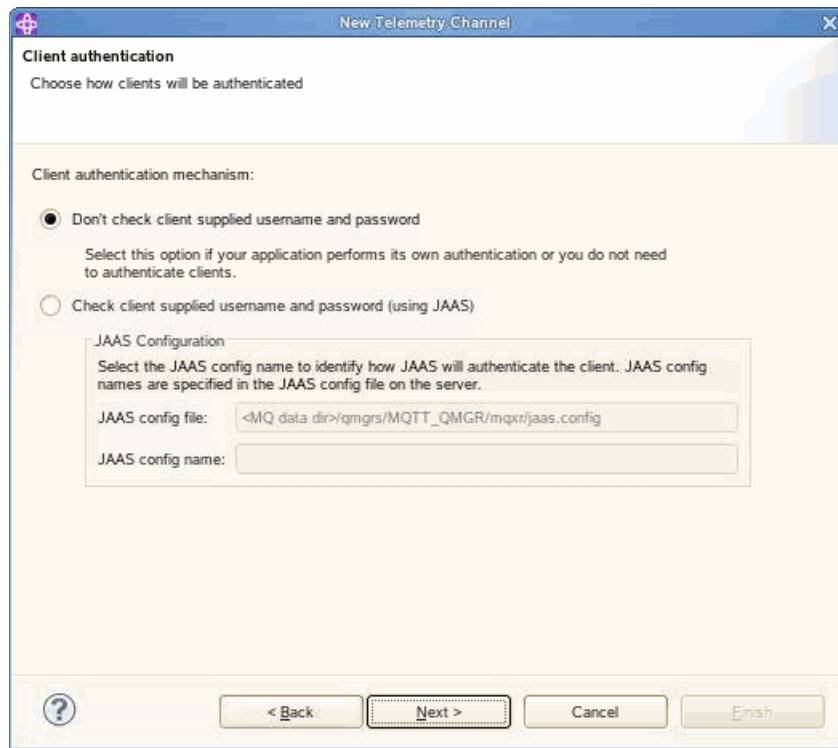 New Telemetry Channel
Client authentication
Choose how clients will be authenticated
Client authentication mechanism:
Don't check client supplied username and password
Select this option if your application performs its own authentication or you do not need
to authenticate clients.
Check client supplied username and password (using JAAS)
JAAS Configuration
Select the JAAS config name to identify how JAAS will authenticate the client. JAAS config
names are specified in the JAAS config file on the server.
JAAS config file: <MQ data dir>/qmgrs/MQTT_QMGR/mqxr/jaas.config
JAAS config name:
? < Back Next > Cancel Finish